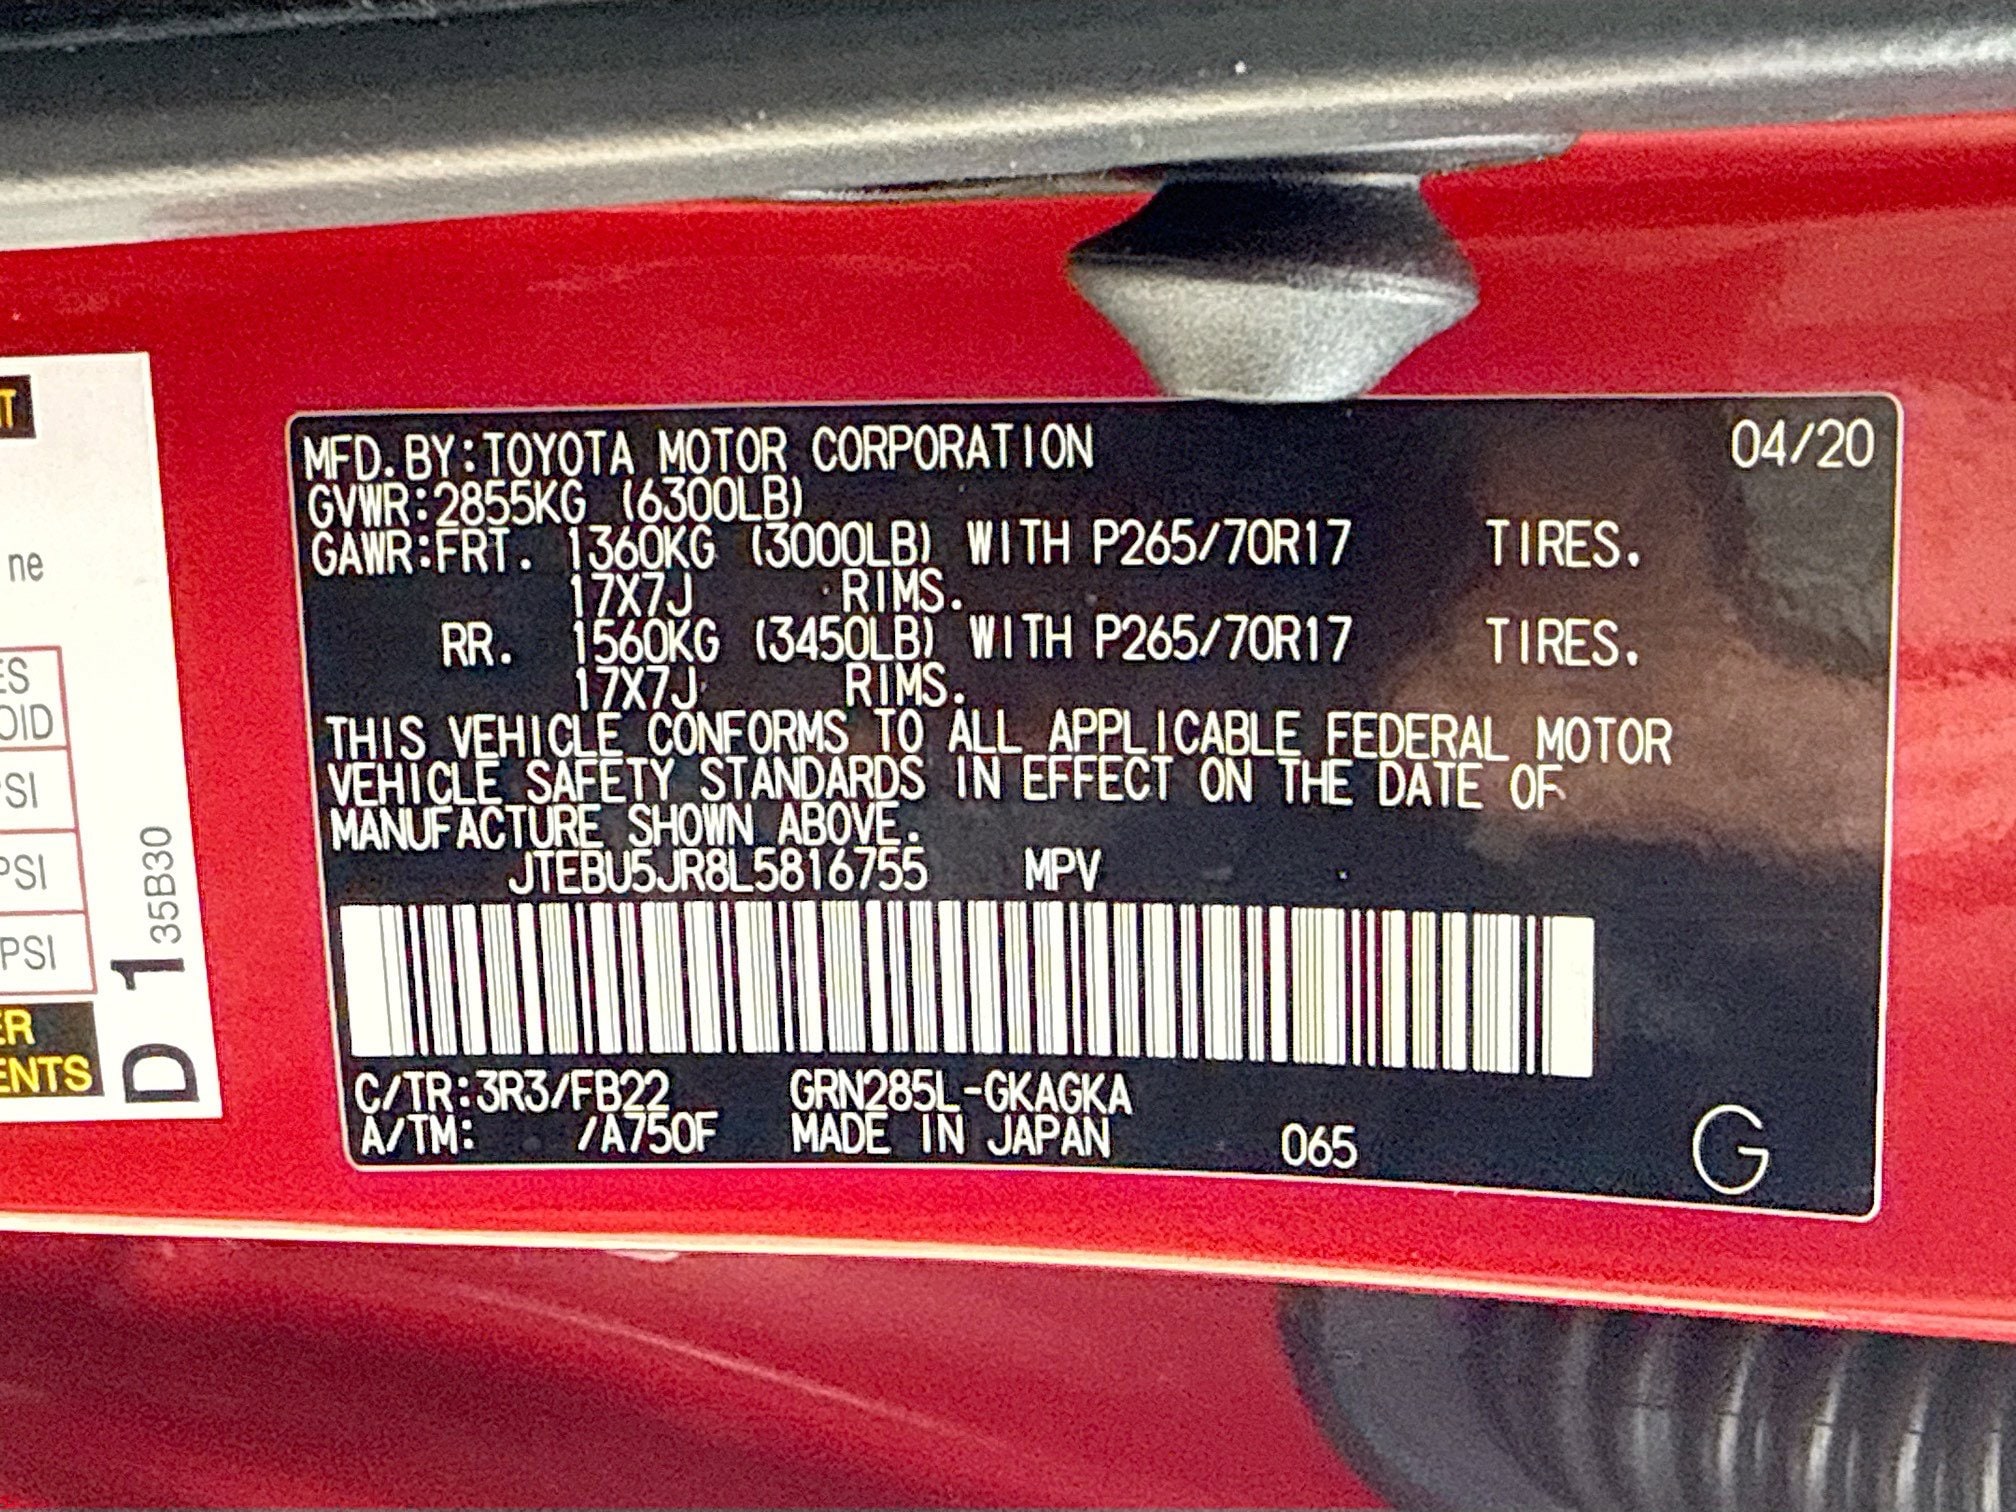 MFD. BY:TOYOTA MOTOR CORPORATION 04/20
GVWR:2855KG (6300LB)
GAWR:FRT. 1360KG (3000LB) WITH P265/70R17 TIRES.
17X7J RIMS.
RR. 1560KG (3450LB) WITH P265/70R17 TIRES.
17X7J RIMS.
THIS VEHICLE CONFORMS TO ALL APPLICABLE FEDERAL MOTOR
VEHICLE SAFETY STANDARDS IN EFFECT ON THE DATE OF
MANUFACTURE SHOWN ABOVE.
JTEBU5JR8L5816755 MPV
C/TR:3R3/FB22 GRN285L-GKAGKA
A/TM: /A750F MADE IN JAPAN 065 G
ne
PSI
PSI
D 1 35B30